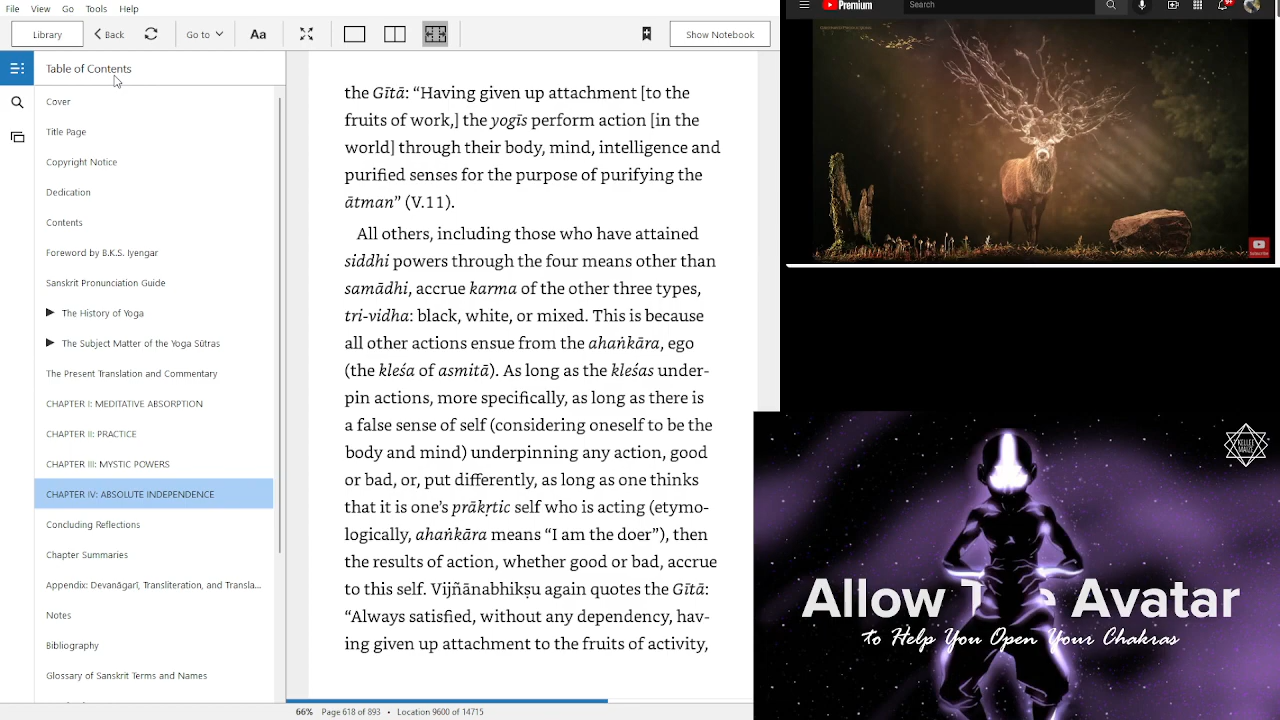 File View Go Tools Help
Library
Back
Go to
Aa
Show Notebook
Table of Contents
Cover
Title Page
Copyright Notice
Dedication
Contents
Foreword by B.K.S. Iyengar
Sanskrit Pronunciation Guide
The History of Yoga
The Subject Matter of the Yoga Sūtras
The Present Translation and Commentary
CHAPTER I: MEDITATIVE ABSORPTION
CHAPTER II: PRACTICE
CHAPTER III: MYSTIC POWERS
CHAPTER IV: ABSOLUTE INDEPENDENCE
Concluding Reflections
Chapter Summaries
Appendix: Devanāgarī, Transliteration, and Transla...
Notes
Bibliography
Glossary of Sanskrit Terms and Names
the Gītā: “Having given up attachment [to the
fruits of work,] the yogīs perform action [in the
world] through their body, mind, intelligence and
purified senses for the purpose of purifying the
ātman” (V.11).
All others, including those who have attained
siddhi powers through the four means other than
samādhi, accrue karma of the other three types,
tri-vidha: black, white, or mixed. This is because
all other actions ensue from the ahaṅkāra, ego
(the kleśa of asmitā). As long as the kleśas under-
pin actions, more specifically, as long as there is
a false sense of self (considering oneself to be the
body and mind) underpinning any action, good
or bad, or, put differently, as long as one thinks
that it is one’s prākṛtic self who is acting (etymo-
logically, ahaṅkāra means “I am the doer”), then
the results of action, whether good or bad, accrue
to this self. Vijñānabhikṣu again quotes the Gītā:
“Always satisfied, without any dependency, hav-
ing given up attachment to the fruits of activity,
66% Page 618 of 893 • Location 9600 of 14715
Premium
Search
9+
Subscribe
Allow The Avatar
to Help You Open Your Chakras